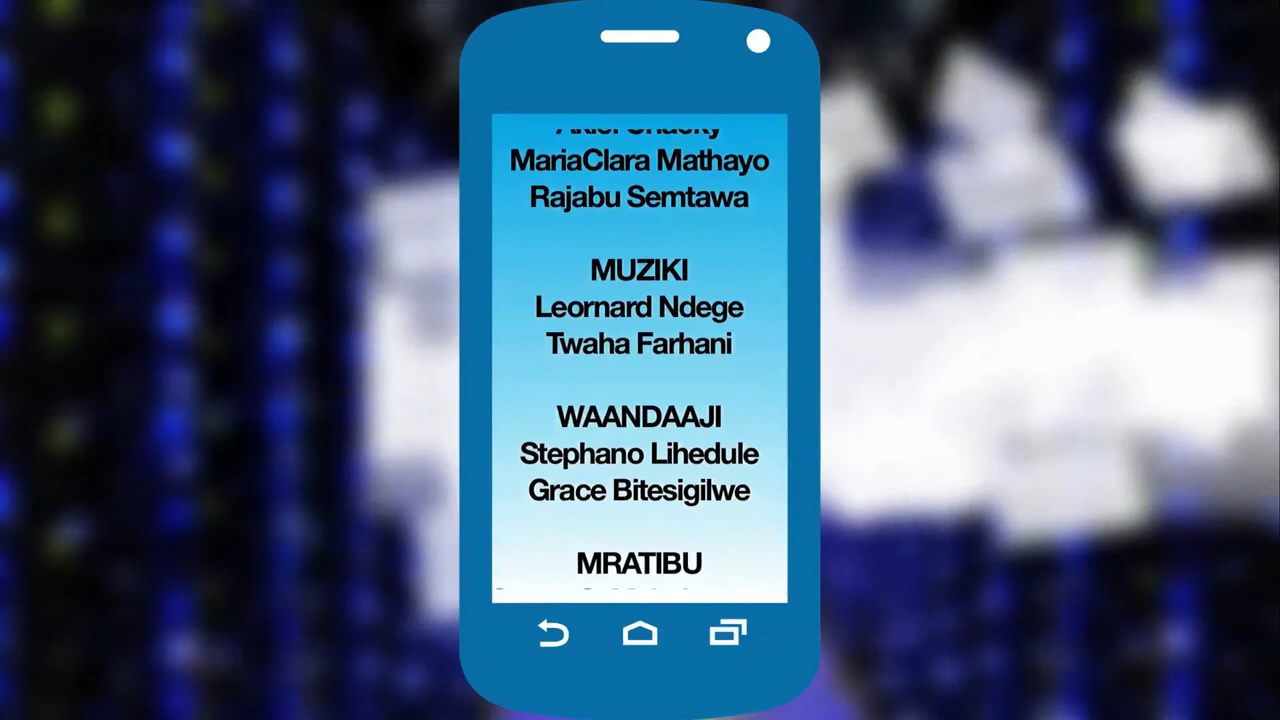 MariaClara Mathayo
Rajabu Semtawa
MUZIKI
Leornard Ndege
Twaha Farhani
WAANDAAJI
Stephano Lihedule
Grace Bitesigilwe
MRATIBU